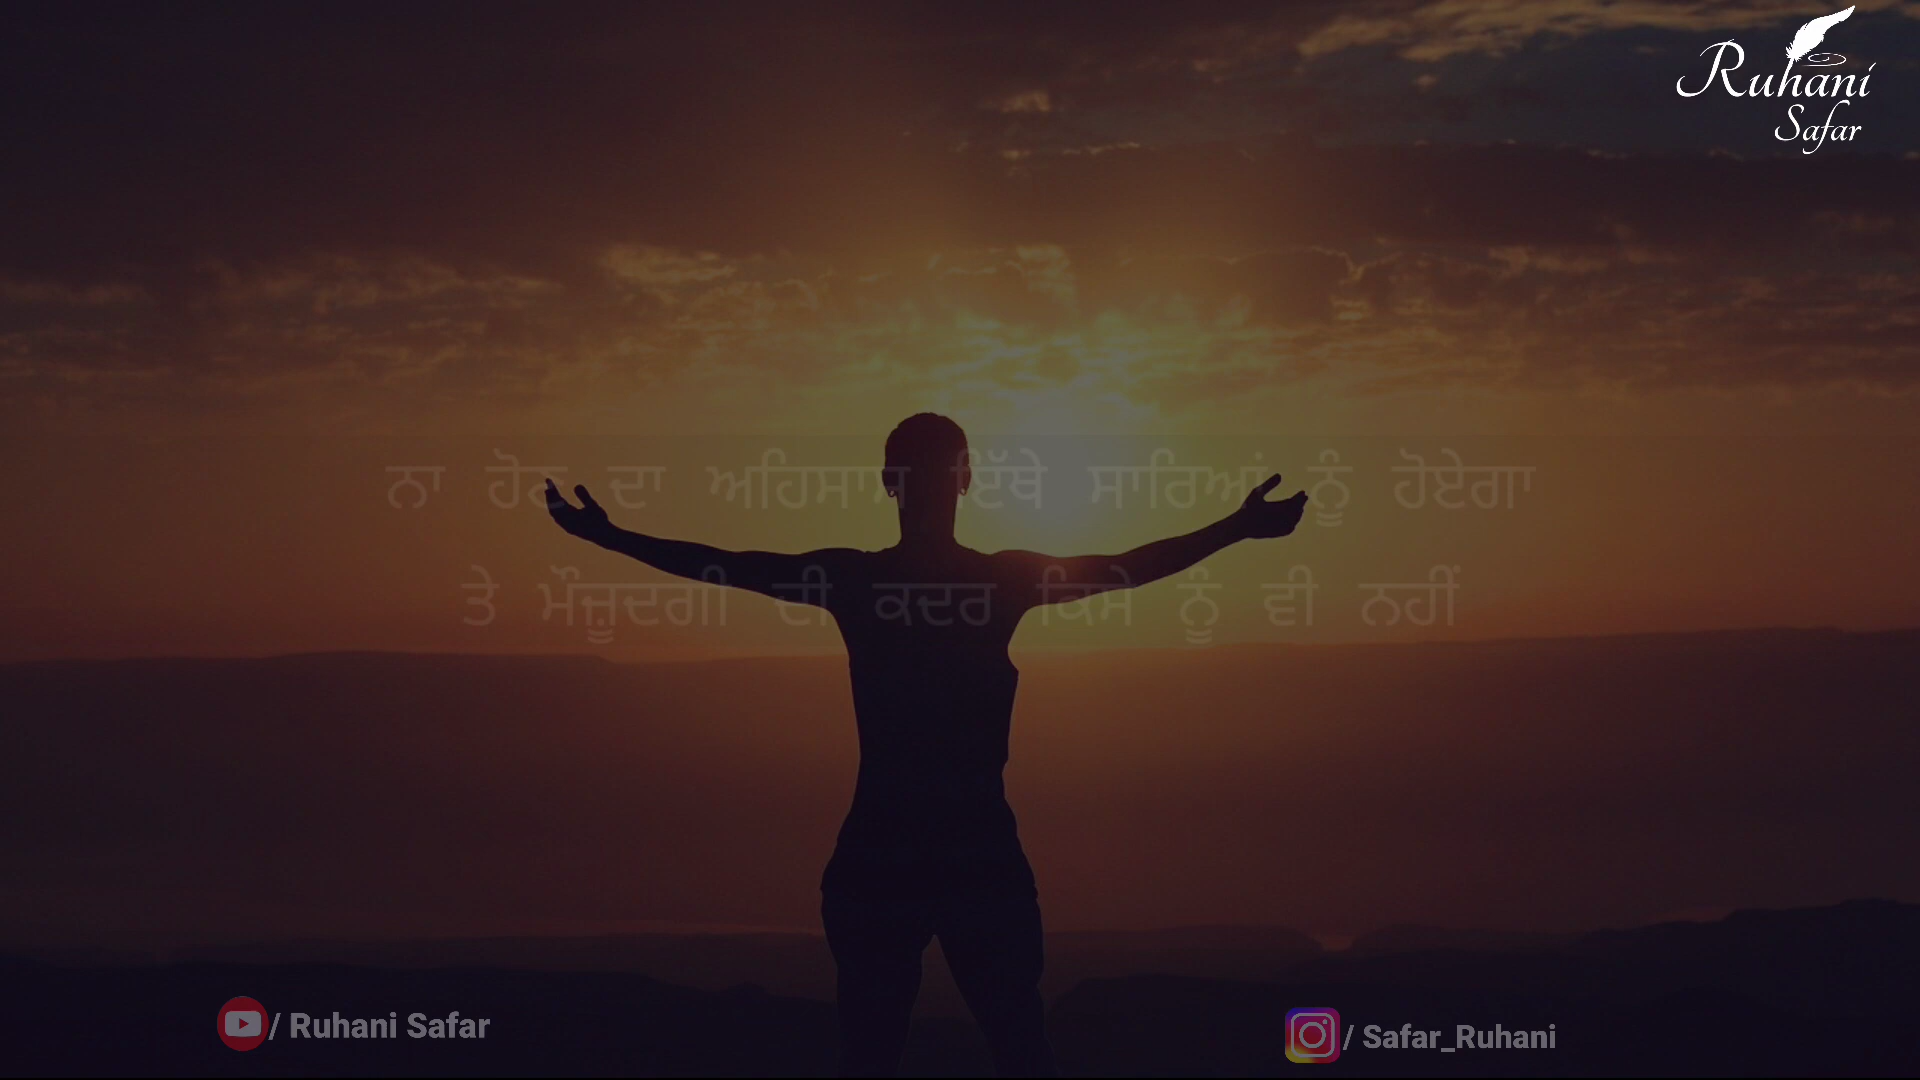 Ruhani
Safar
ਨਾ ਹੋਣ ਦਾ ਅਹਿਸਾਸ ਇੱਥੇ ਸਾਰਿਆਂ ਨੂੰ ਹੋਏਗਾ
ਤੇ ਮੌਜ਼ੂਦਗੀ ਦੀ ਕਦਰ ਕਿਸੇ ਨੂੰ ਵੀ ਨਹੀਂ
/ Ruhani Safar
/ Safar_Ruhani